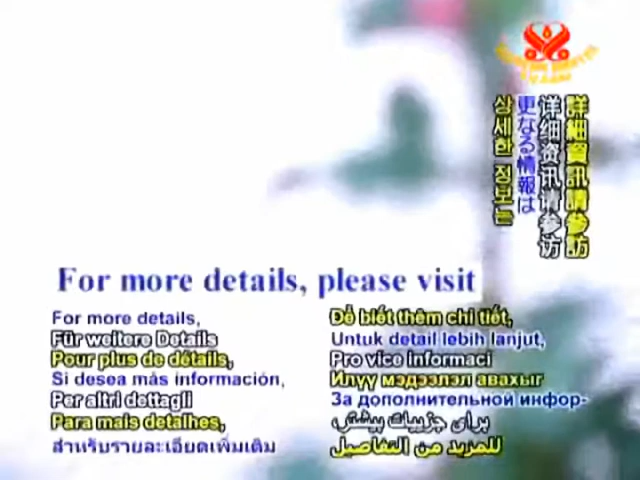 詳細資訊請參訪
详细资讯请参访
更なる情報は
상세한 정보는
For more details, please visit
For more details,
Für weitere Details
Pour plus de détails,
Si desea más información,
Per altri dettagli
Para mais detalhes,
สำหรับรายละเอียดเพิ่มเติม
Để biết thêm chi tiết,
Untuk detail lebih lanjut,
Pro více informací
Илүү мэдээлэл авахыг
За дополнительной инфор-
برای جزییات بیشتر،
للمزيد من التفاصيل